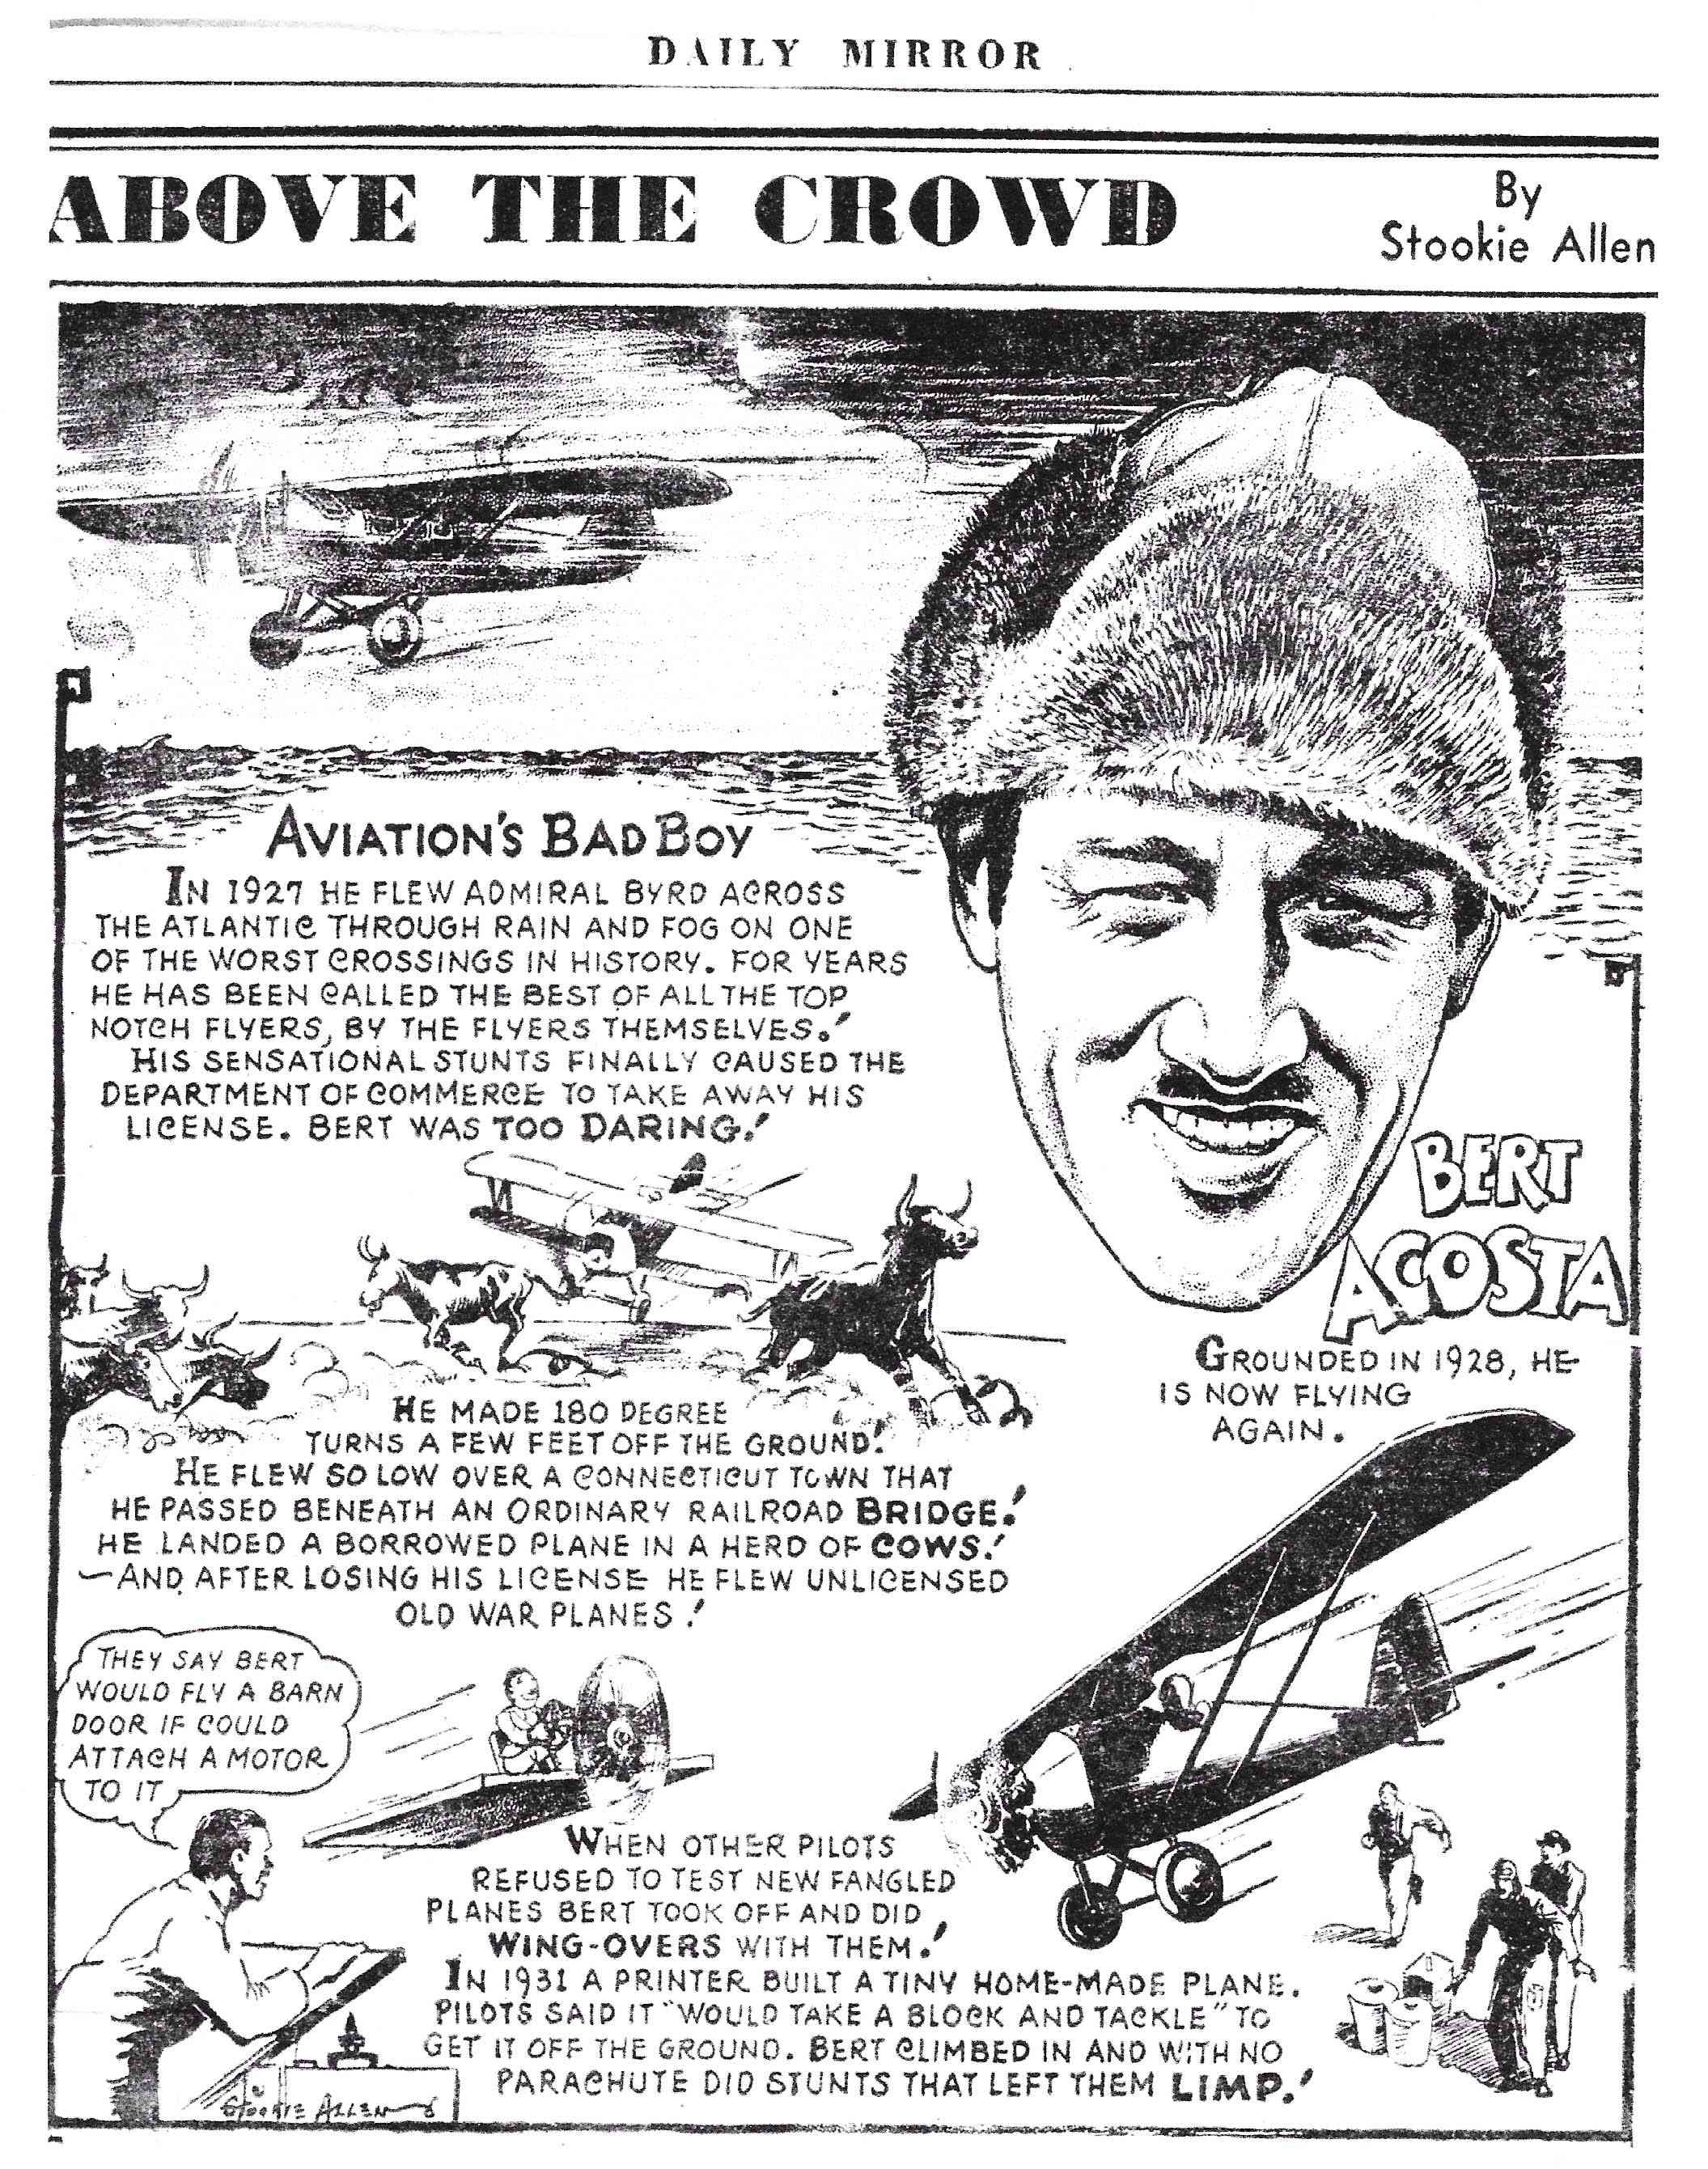 DAILY MIRROR
ABOVE THE CROWD
By
Stookie Allen
AVIATION'S BAD BOY
IN 1927 HE FLEW ADMIRAL BYRD ACROSS
THE ATLANTIC THROUGH RAIN AND FOG ON ONE
OF THE WORST CROSSINGS IN HISTORY. FOR YEARS
HE HAS BEEN CALLED THE BEST OF ALL THE TOP
NOTCH FLYERS, BY THE FLYERS THEMSELVES!
HIS SENSATIONAL STUNTS FINALLY CAUSED THE
DEPARTMENT OF COMMERCE TO TAKE AWAY HIS
LICENSE. BERT WAS TOO DARING!
BERT
ACOSTA
GROUNDED IN 1928, HE
IS NOW FLYING
AGAIN.
HE MADE 180 DEGREE
TURNS A FEW FEET OFF THE GROUND!
HE FLEW SO LOW OVER A CONNECTICUT TOWN THAT
HE PASSED BENEATH AN ORDINARY RAILROAD BRIDGE!
HE LANDED A BORROWED PLANE IN A HERD OF COWS!
—AND AFTER LOSING HIS LICENSE HE FLEW UNLICENSED
OLD WAR PLANES!
THEY SAY BERT
WOULD FLY A BARN
DOOR IF COULD
ATTACH A MOTOR
TO IT
WHEN OTHER PILOTS
REFUSED TO TEST NEW FANGLED
PLANES BERT TOOK OFF AND DID
WING-OVERS WITH THEM!
IN 1931 A PRINTER BUILT A TINY HOME-MADE PLANE.
PILOTS SAID IT "WOULD TAKE A BLOCK AND TACKLE" TO
GET IT OFF THE GROUND. BERT CLIMBED IN AND WITH NO
PARACHUTE DID STUNTS THAT LEFT THEM LIMP!
STOOKIE ALLEN